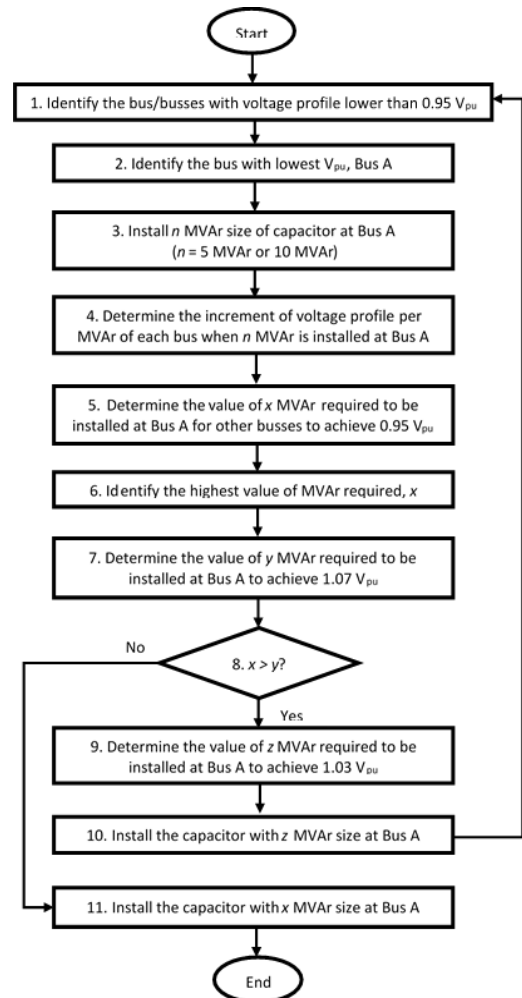 Start
1. Identify the bus/busses with voltage profile lower than 0.95 Vpu
2. Identify the bus with lowest Vpu, Bus A
3. Install n MVAr size of capacitor at Bus A
(n = 5 MVAr or 10 MVAr)
4. Determine the increment of voltage profile per
MVAr of each bus when n MVAr is installed at Bus A
5. Determine the value of x MVAr required to be
installed at Bus A for other busses to achieve 0.95 Vpu
6. Identify the highest value of MVAr required, x
7. Determine the value of y MVAr required to be
installed at Bus A to achieve 1.07 Vpu
No
8. x > y?
Yes
9. Determine the value of z MVAr required to be
installed at Bus A to achieve 1.03 Vpu
10. Install the capacitor with z MVAr size at Bus A
11. Install the capacitor with x MVAr size at Bus A
End